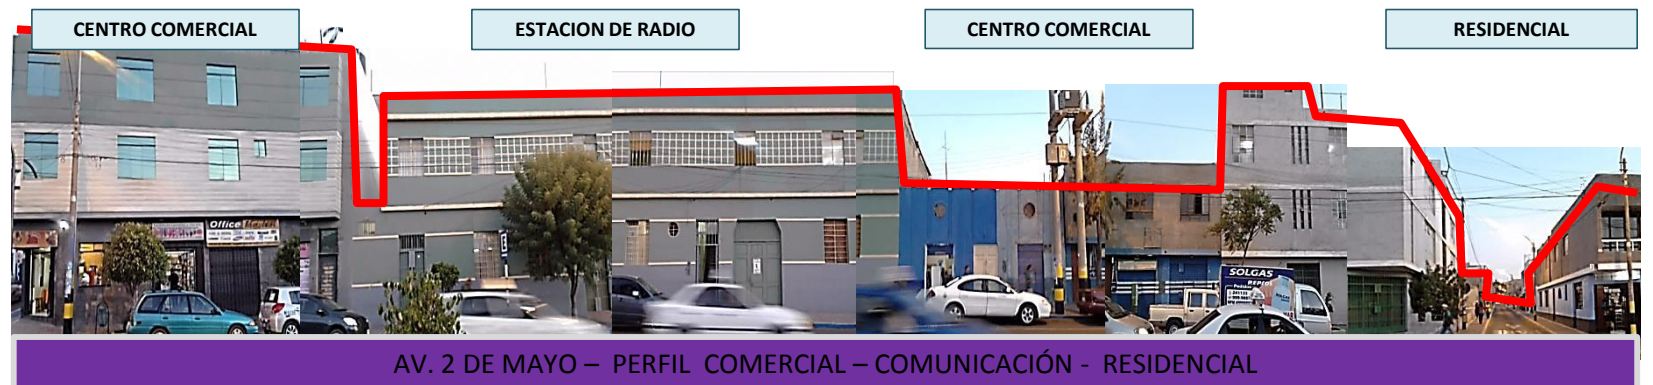 CENTRO COMERCIAL
ESTACION DE RADIO
CENTRO COMERCIAL
RESIDENCIAL
Office
SOLGAS
AV. 2 DE MAYO – PERFIL COMERCIAL – COMUNICACIÓN - RESIDENCIAL